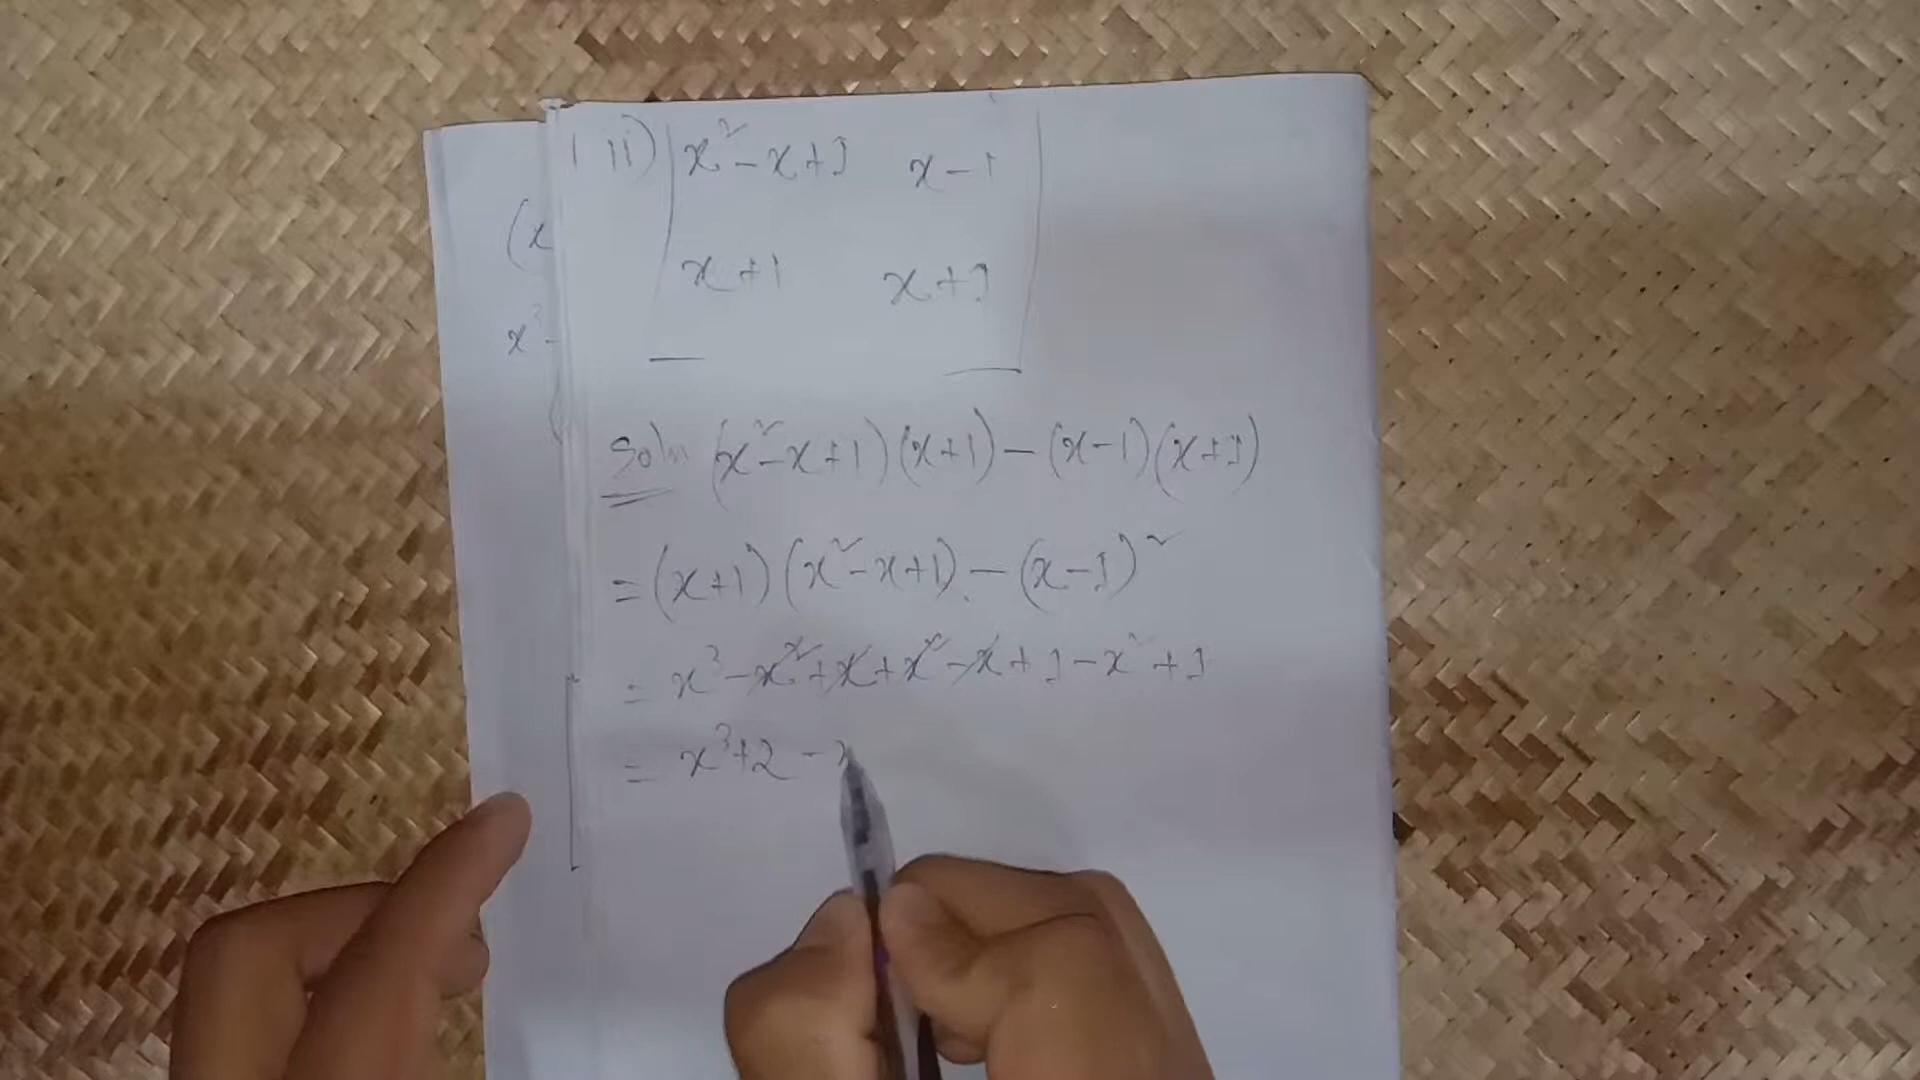 ii) | x² - x + 1    x - 1 |
| x + 1    x + 1 |
(x
x³ -
Soln (x² - x + 1)(x + 1) - (x - 1)(x + 1)
= (x + 1)(x² - x + 1) - (x - 1)²
= x³ - x² + x + x² - x + 1 - x² + 1
= x³ + 2 - x